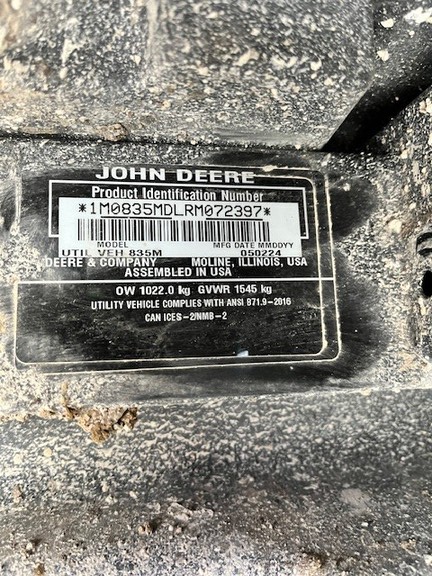 JOHN DEERE
Product Identification Number
*1M0835MDLRM072397*
MODEL MFG DATE MMDDYY
UTIL VEH 835M 050224
DEERE & COMPANY MOLINE, ILLINOIS, USA
ASSEMBLED IN USA
OW 1022.0 kg GVWR 1545 kg
UTILITY VEHICLE COMPLIES WITH ANSI B71.9-2016
CAN ICES-2/NMB-2